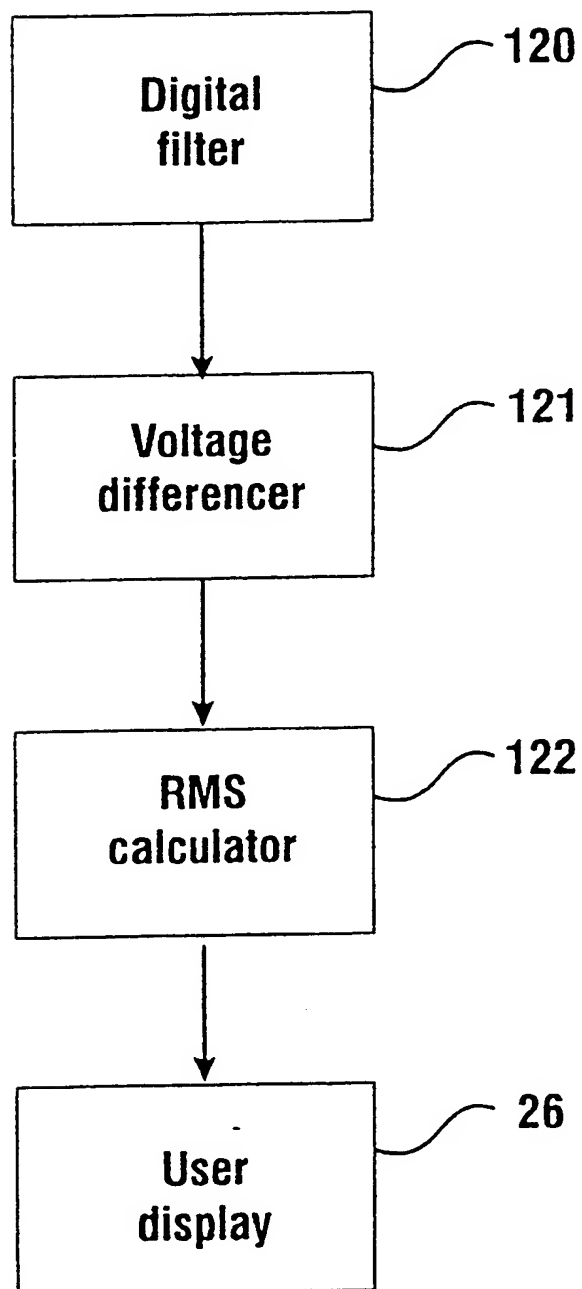 120
Digital
filter
121
Voltage
differencer
122
RMS
calculator
26
User
display